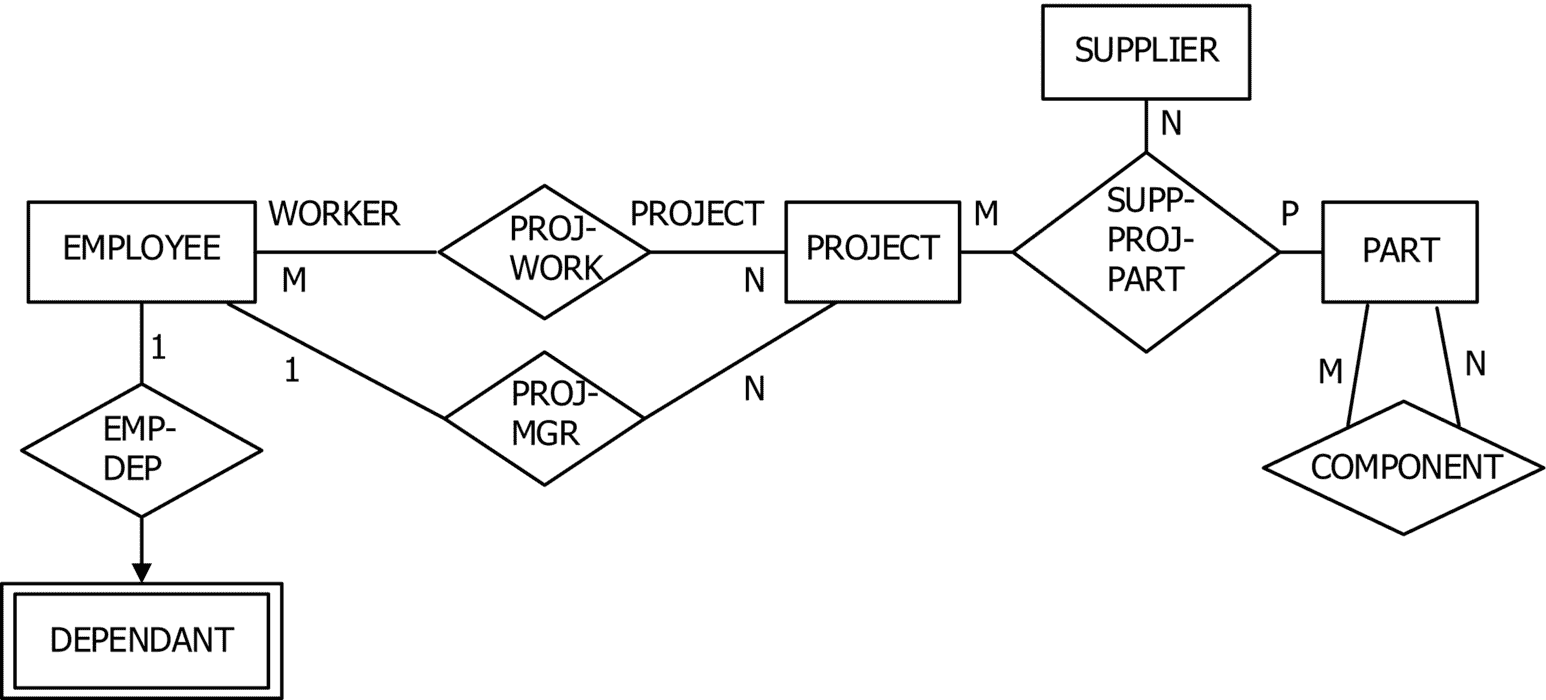 SUPPLIER
N
WORKER
PROJECT
M
SUPP-
PROJ-
PART
P
EMPLOYEE
PROJ-
WORK
PROJECT
PART
M
N
1
1
PROJ-
MGR
N
M
N
EMP-
DEP
COMPONENT
DEPENDANT